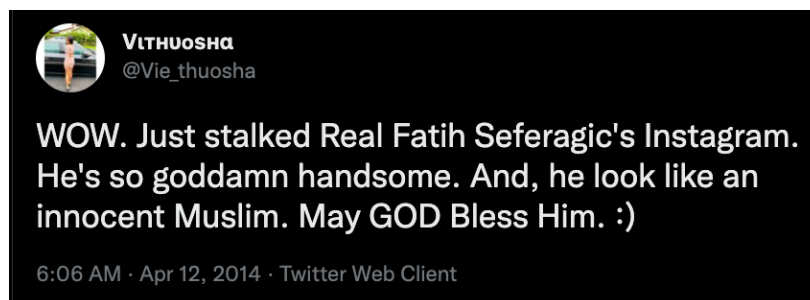 Vιтнυosнα
@Vie_thuosha
WOW. Just stalked Real Fatih Seferagic's Instagram.
He's so goddamn handsome. And, he look like an
innocent Muslim. May GOD Bless Him. :)
6:06 AM · Apr 12, 2014 · Twitter Web Client